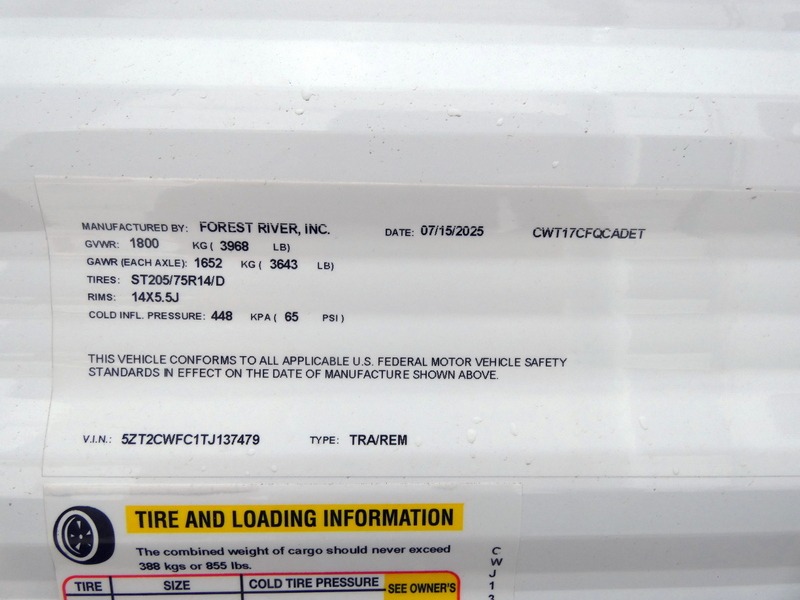 MANUFACTURED BY: FOREST RIVER, INC. DATE: 07/15/2025 CWT17CFQCADET
GVWR: 1800 KG ( 3968 LB)
GAWR (EACH AXLE): 1652 KG ( 3643 LB)
TIRES: ST205/75R14/D
RIMS: 14X5.5J
COLD INFL. PRESSURE: 448 KPA ( 65 PSI )
THIS VEHICLE CONFORMS TO ALL APPLICABLE U.S. FEDERAL MOTOR VEHICLE SAFETY
STANDARDS IN EFFECT ON THE DATE OF MANUFACTURE SHOWN ABOVE.
V.I.N.: 5ZT2CWFC1TJ137479 TYPE: TRA/REM
TIRE AND LOADING INFORMATION
The combined weight of cargo should never exceed
388 kgs or 855 lbs.
TIRE SIZE COLD TIRE PRESSURE SEE OWNER'S
CWJ13